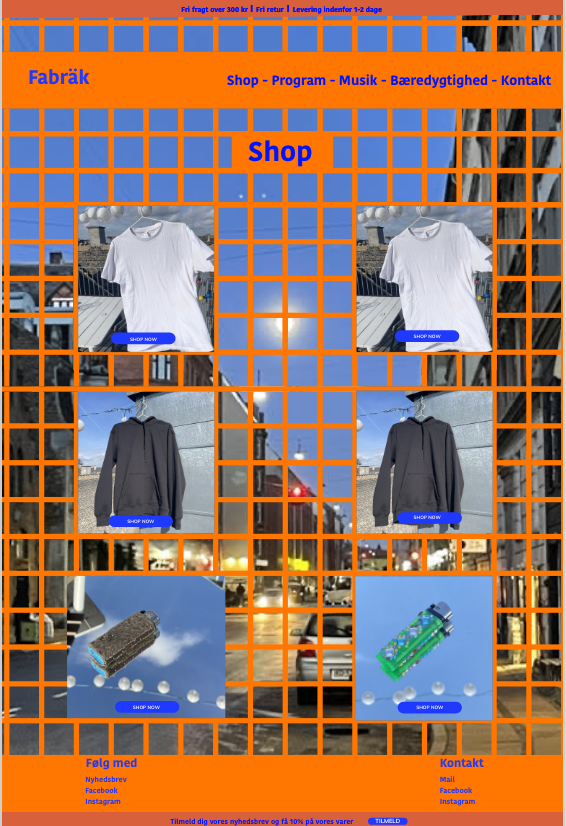 Fri fragt over 300 kr | Fri retur | Levering indenfor 1-2 dage
Fabräk
Shop - Program - Musik - Bæredygtighed - Kontakt
Shop
SHOP NOW
SHOP NOW
SHOP NOW
SHOP NOW
SHOP NOW
SHOP NOW
Følg med
Nyhedsbrev
Facebook
Instagram
Kontakt
Mail
Facebook
Instagram
Tilmeld dig vores nyhedsbrev og få 10% på vores varer TILMELD